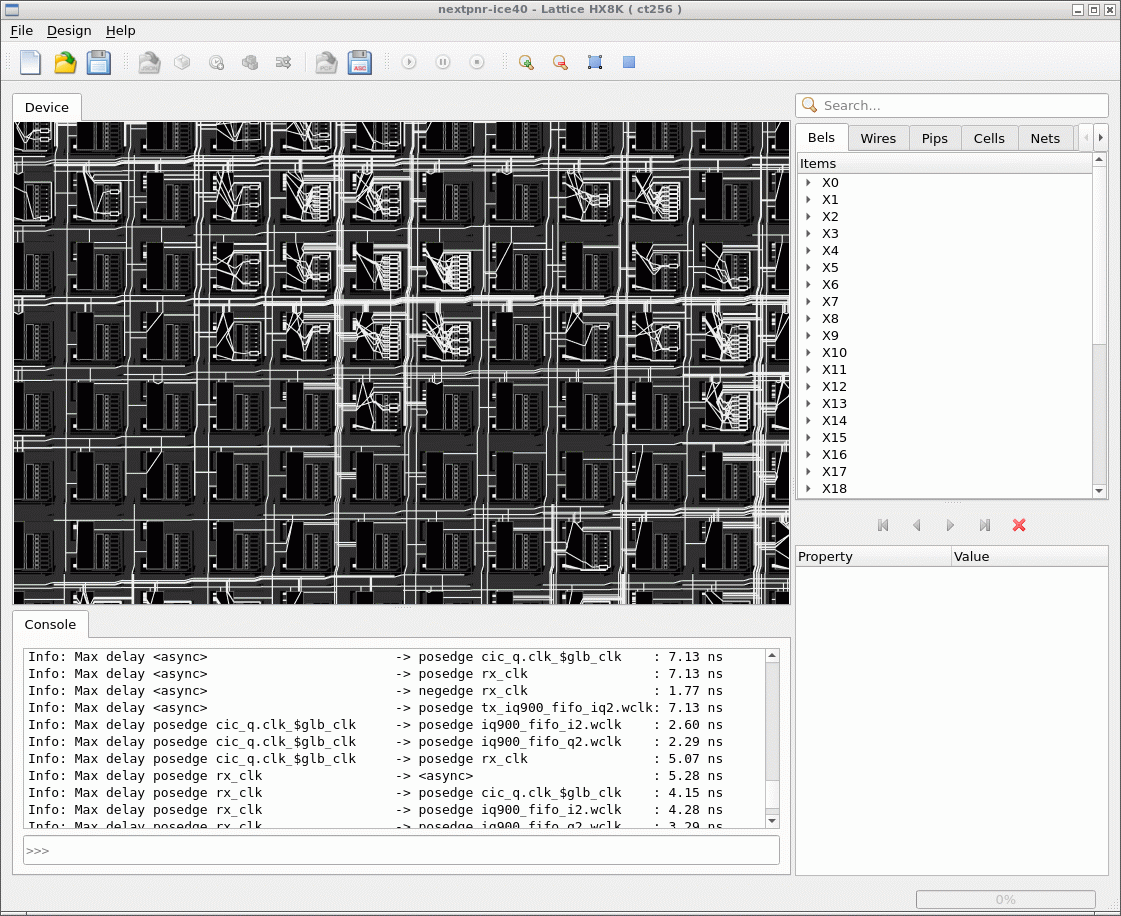 nextpnr-ice40 - Lattice HX8K ( ct256 )
File Design Help
JSON PCF ASC
Device
Search...
Bels Wires Pips Cells Nets
Items
X0
X1
X2
X3
X4
X5
X6
X7
X8
X9
X10
X11
X12
X13
X14
X15
X16
X17
X18
Property Value
Console
Info: Max delay <async> -> posedge cic_q.clk_$glb_clk : 7.13 ns
Info: Max delay <async> -> posedge rx_clk : 7.13 ns
Info: Max delay <async> -> negedge rx_clk : 1.77 ns
Info: Max delay <async> -> posedge tx_iq900_fifo_iq2.wclk: 7.13 ns
Info: Max delay posedge cic_q.clk_$glb_clk -> posedge iq900_fifo_i2.wclk : 2.60 ns
Info: Max delay posedge cic_q.clk_$glb_clk -> posedge iq900_fifo_q2.wclk : 2.29 ns
Info: Max delay posedge cic_q.clk_$glb_clk -> posedge rx_clk : 5.07 ns
Info: Max delay posedge rx_clk -> <async> : 5.28 ns
Info: Max delay posedge rx_clk -> posedge cic_q.clk_$glb_clk : 4.15 ns
Info: Max delay posedge rx_clk -> posedge iq900_fifo_i2.wclk : 4.28 ns
Info: Max delay posedge rx_clk -> posedge iq900_fifo_q2.wclk : 3.29 ns
>>>
0%